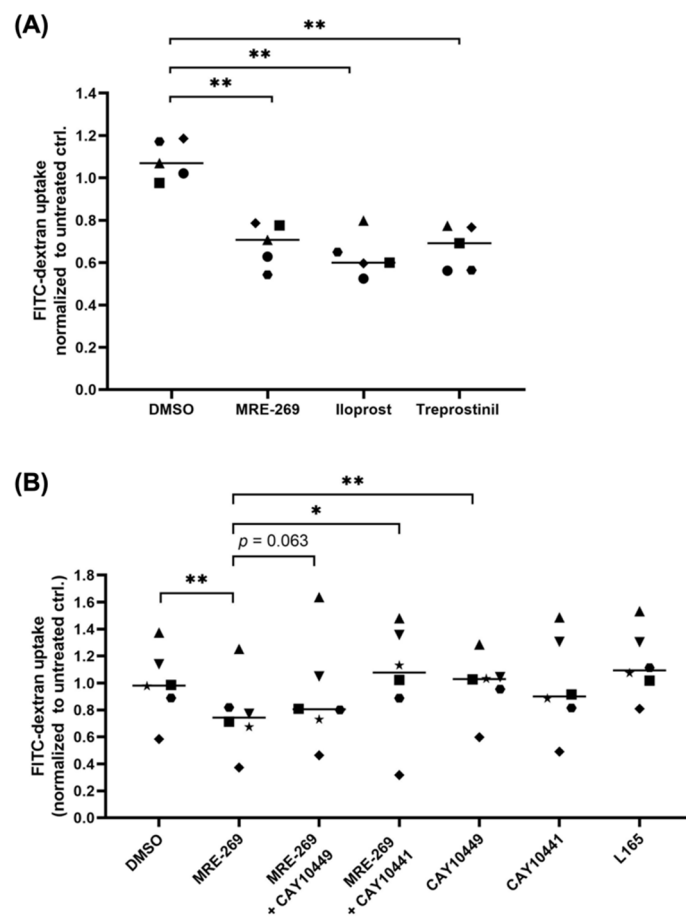 (A)
**
**
**
FITC-dextran uptake
normalized to untreated ctrl.
1.4
1.2
1.0
0.8
0.6
0.4
0.2
0.0
DMSO MRE-269 Iloprost Treprostinil
(B)
**
*
p = 0.063
**
FITC-dextran uptake
(normalized to untreated ctrl.)
1.8
1.6
1.4
1.2
1.0
0.8
0.6
0.4
0.2
0.0
DMSO
MRE-269
MRE-269
+ CAY10449
MRE-269
+ CAY10441
CAY10449
CAY10441
L165